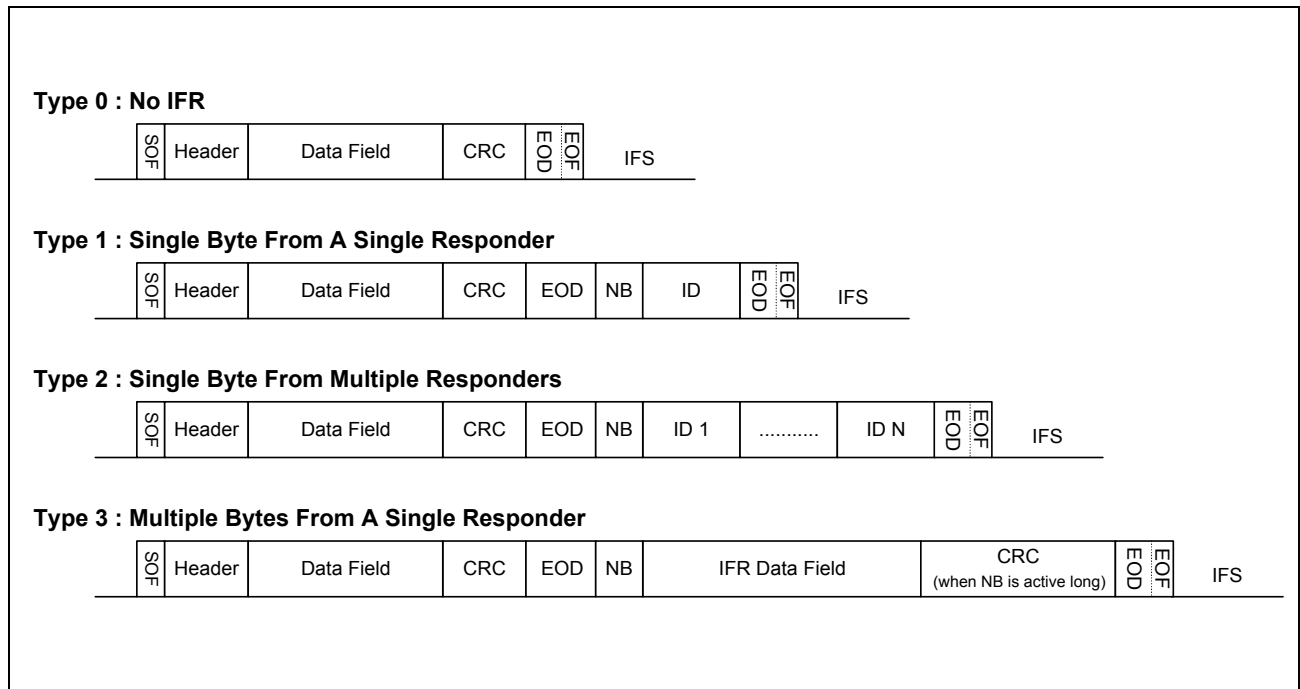 Type 0 : No IFR
SOF Header Data Field CRC EOD EOF IFS
Type 1 : Single Byte From A Single Responder
SOF Header Data Field CRC EOD NB ID EOD EOF IFS
Type 2 : Single Byte From Multiple Responders
SOF Header Data Field CRC EOD NB ID 1 ........... ID N EOD EOF IFS
Type 3 : Multiple Bytes From A Single Responder
SOF Header Data Field CRC EOD NB IFR Data Field CRC (when NB is active long) EOD EOF IFS